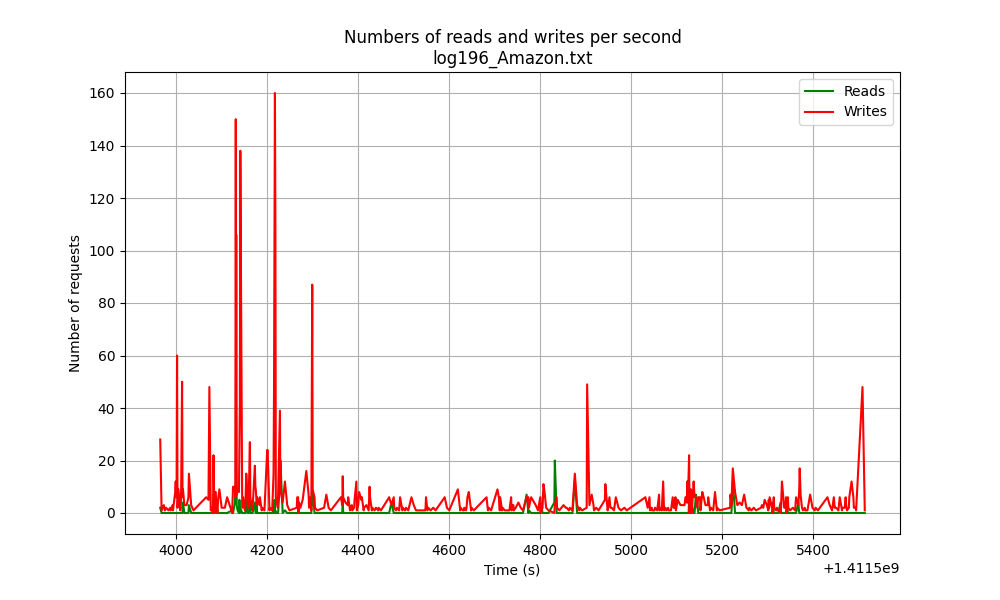 Numbers of reads and writes per second
log196_Amazon.txt
Reads
Writes
160
140
120
100
80
60
40
20
0
Number of requests
4000 4200 4400 4600 4800 5000 5200 5400
+1.4115e9
Time (s)